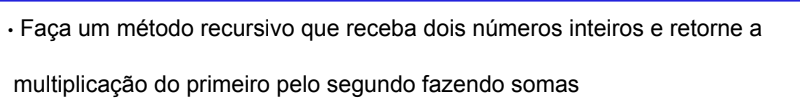 • Faça um método recursivo que receba dois números inteiros e retorne a
multiplicação do primeiro pelo segundo fazendo somas